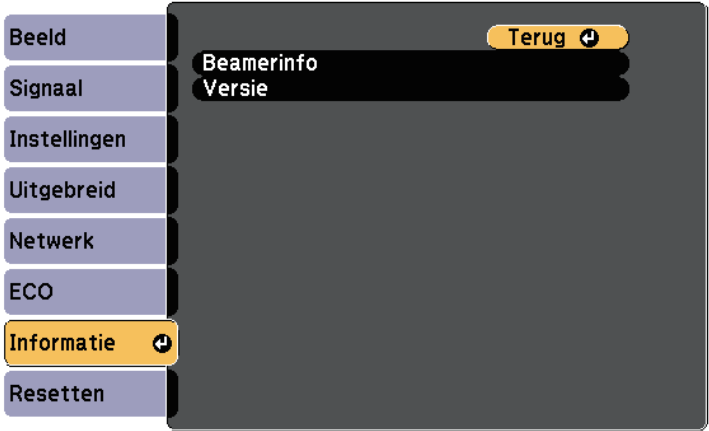 Beeld
Signaal
Instellingen
Uitgebreid
Netwerk
ECO
Informatie
Resetten
Terug
Beamerinfo
Versie